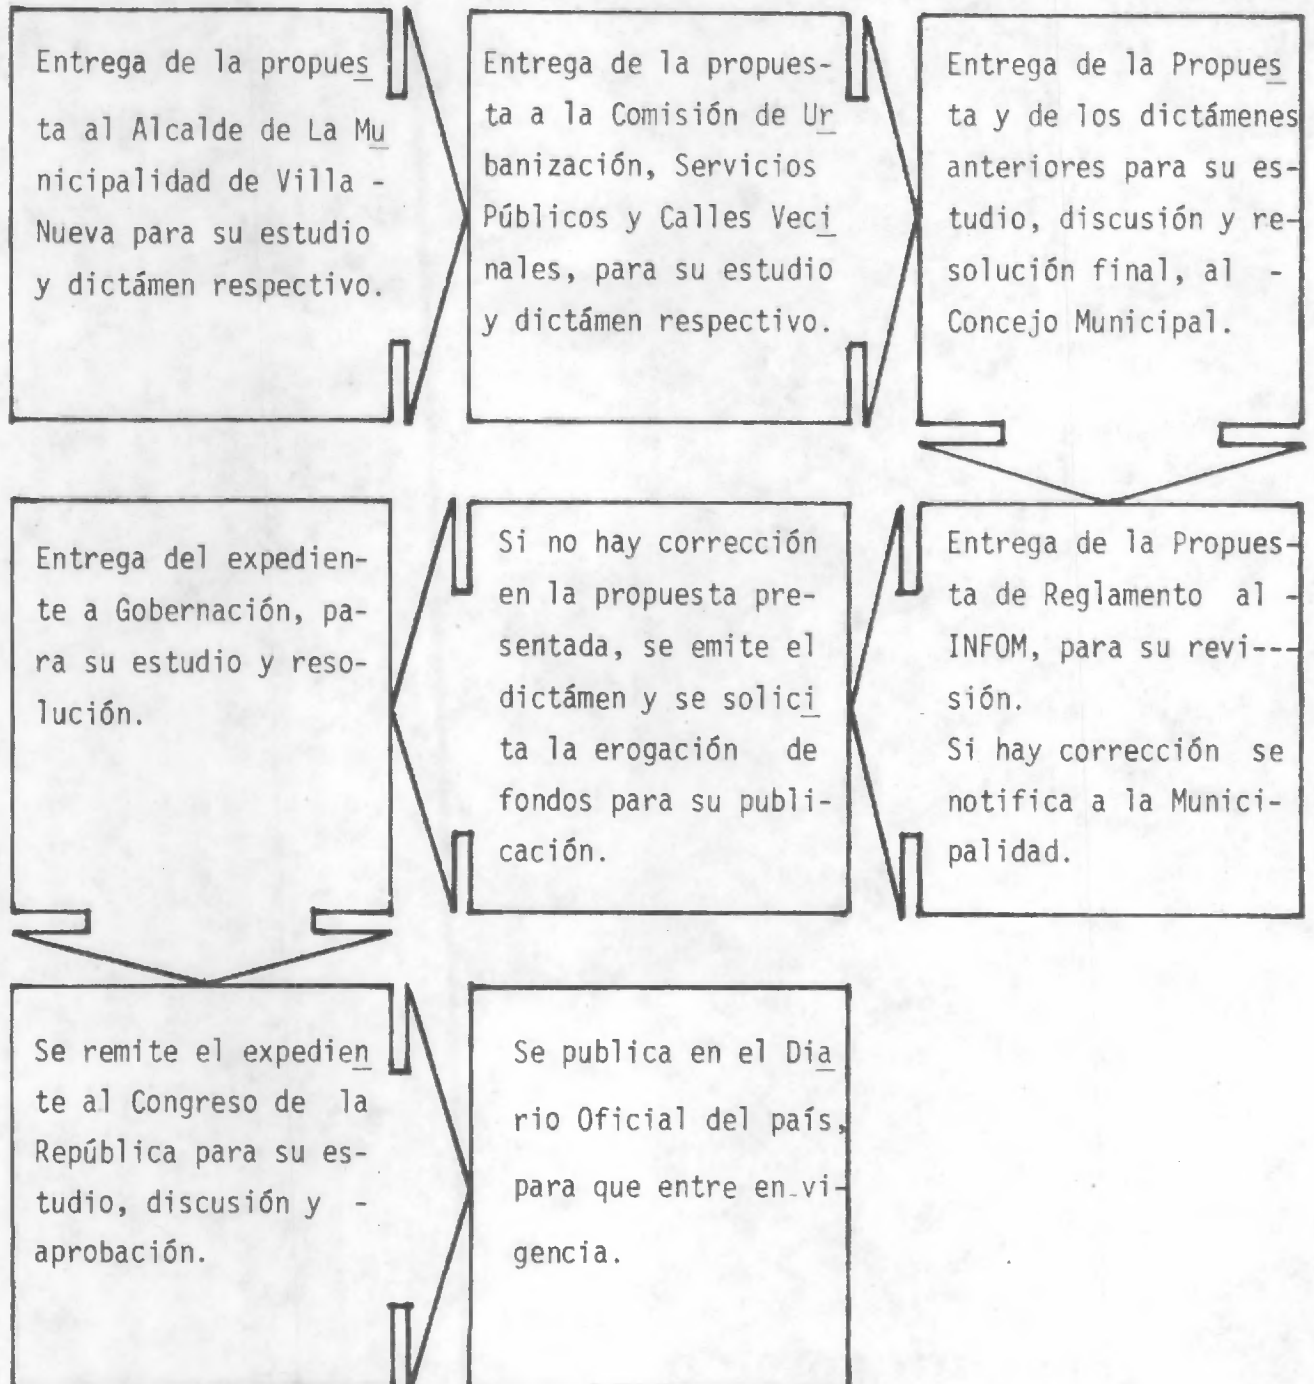 Entrega de la propues
ta al Alcalde de La Mu
nicipalidad de Villa -
Nueva para su estudio
y dictámen respectivo.
Entrega de la propues-
ta a la Comisión de Ur
banización, Servicios
Públicos y Calles Veci
nales, para su estudio
y dictámen respectivo.
Entrega de la Propues
ta y de los dictámenes
anteriores para su es-
tudio, discusión y re-
solución final, al -
Concejo Municipal.
Entrega de la Propues-
ta de Reglamento al -
INFOM, para su revi---
sión.
Si hay corrección se
notifica a la Munici-
palidad.
Si no hay corrección
en la propuesta pre-
sentada, se emite el
dictámen y se solici
ta la erogación de
fondos para su publi-
cación.
Entrega del expedien-
te a Gobernación, pa-
ra su estudio y reso-
lución.
Se remite el expedien
te al Congreso de la
República para su es-
tudio, discusión y -
aprobación.
Se publica en el Dia
rio Oficial del país,
para que entre en vi-
gencia.